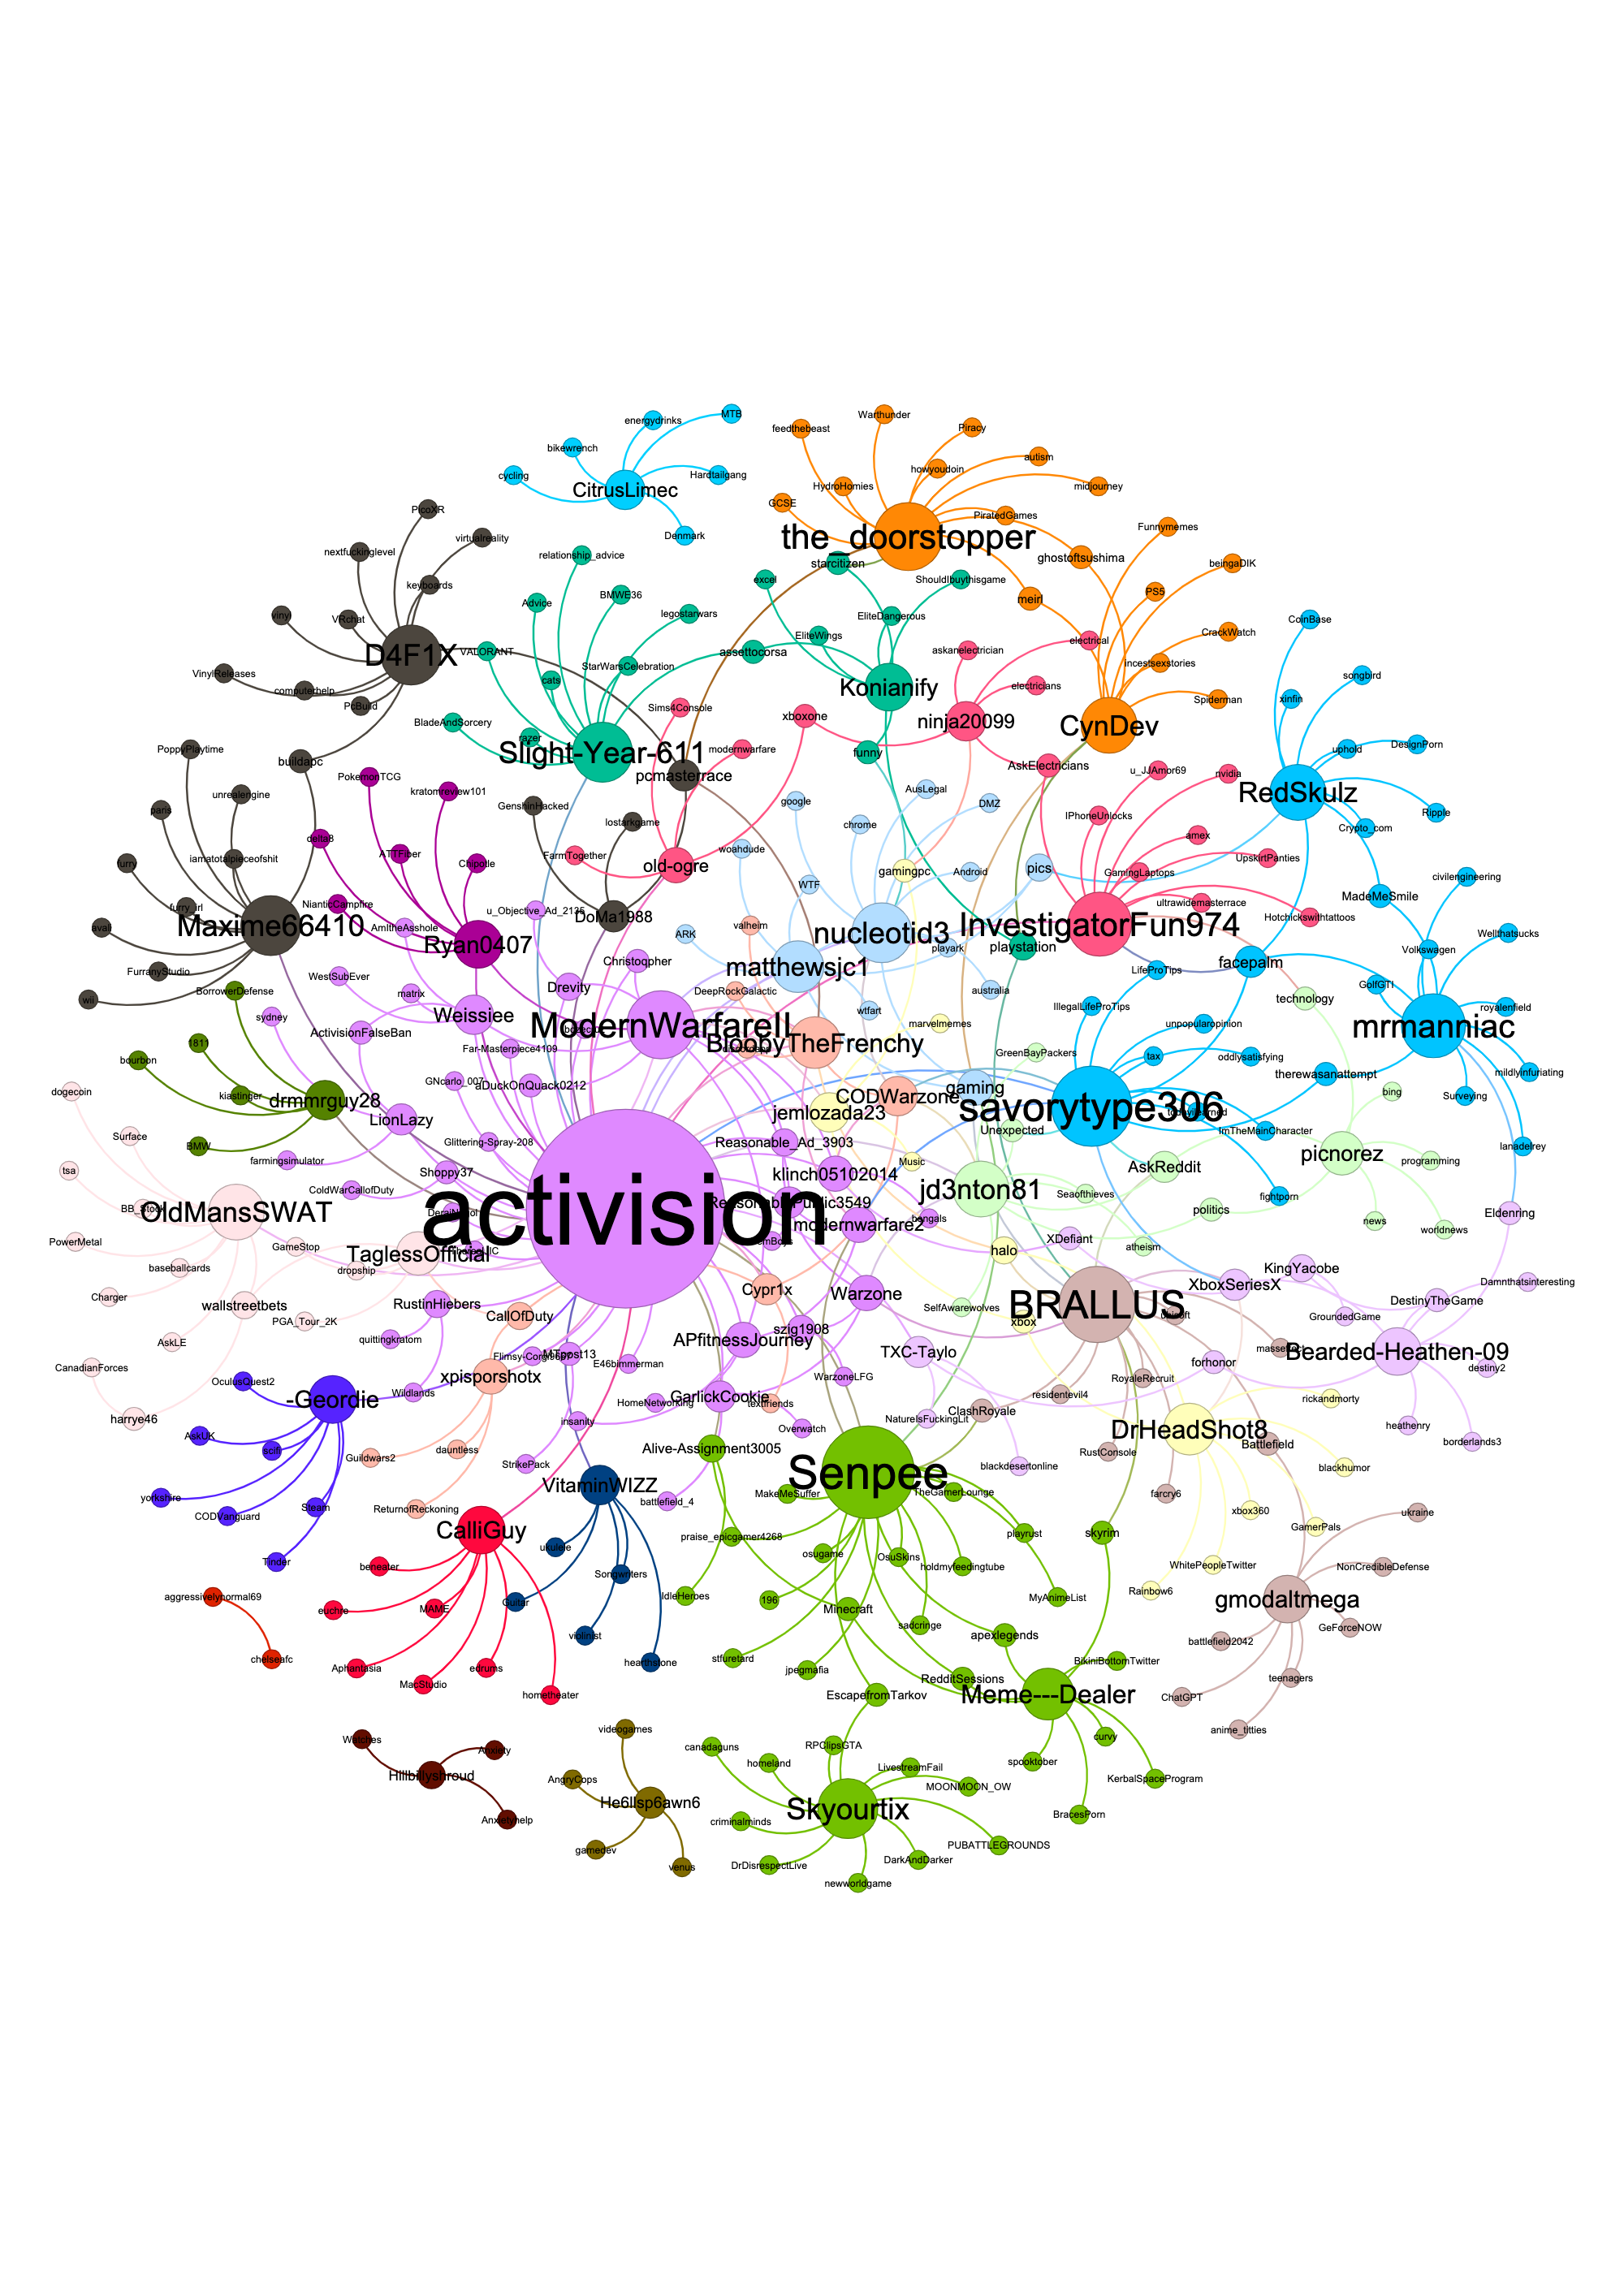 MTB
energydrinks
Warthunder
feedthebeast
Piracy
bikewrench
howyoudoin
autism
cycling
Hardtailgang
CitrusLimec
HydroHomies
midjourney
GCSE
PicoXR
PiratedGames
Funnymemes
the_doorstopper
virtualreality
Denmark
nextfuckinglevel
relationship_advice
ghostoftsushima
starcitizen
beingaDIK
keyboards
excel
ShouldIbuythisgame
BMWE36
PS5
Advice
meirl
vinyl
legostarwars
EliteDangerous
VRchat
CoinBase
EliteWings
CrackWatch
electrical
askanelectrician
D4F1X
VALORANT
assettocorsa
incestsexstories
StarWarsCelebration
VinylReleases
songbird
cats
electricians
Konianify
computerhelp
xinfin
Spiderman
PcBuild
Sims4Console
xboxone
ninja20099
CynDev
BladeAndSorcery
razer
DesignPorn
PoppyPlaytime
modernwarfare
uphold
Slight-Year-611
funny
buildapc
AskElectricians
u_JJAmor69
pcmasterrace
nvidia
PokemonTCG
RedSkulz
unrealengine
kratomreview101
AusLegal
google
GenshinHacked
DMZ
paris
IPhoneUnlocks
Ripple
lostarkgame
chrome
Crypto_com
delta8
amex
woahdude
ATTFiber
iamatotalpieceofshit
FarmTogether
UpskirtPanties
furry
Chipotle
old-ogre
gamingpc
Android
pics
GamingLaptops
civilengineering
WTF
MadeMeSmile
NianticCampfire
ultrawidemasterrace
furry_irl
u_Objective_Ad_2135
Hotchickswithtattoos
DoMa1988
AmItheAsshole
valheim
avali
Maxime66410
InvestigatorFun974
Wellthatsucks
ARK
nucleotid3
Ryan0407
playstation
Volkswagen
playark
Christoqpher
facepalm
matthewsjc1
FurranyStudio
WestSubEver
LifeProTips
Drevity
GolfGTI
BorrowerDefense
matrix
DeepRockGalactic
australia
technology
wii
IllegalLifeProTips
royalenfield
wtfart
sydney
Weissiee
ModernWarfareII
marvelmemes
unpopularopinion
mrmanniac
ActivisionFalseBan
BloobyTheFrenchy
1811
Far-Masterpiece4109
GreenBayPackers
tax
oddlysatisfying
bourbon
mildlyinfuriating
therewasanattempt
GNcarlo_007
aDuckOnQuack0212
gaming
dogecoin
kiastinger
CODWarzone
bing
Surveying
drmmrguy28
savorytype306
jemlozada23
todayilearned
LionLazy
Unexpected
ImTheMainCharacter
Surface
Glittering-Spray-208
Reasonable_Ad_3903
lanadelrey
BMW
picnorez
farmingsimulator
Music
programming
tsa
Shoppy37
klinch05102014
AskReddit
ColdWarCallofDuty
jd3nton81
Seaofthieves
fightporn
BB_Stock
OldMansSWAT
activision
politics
Eldenring
bengals
news
modernwarfare2
worldnews
PowerMetal
GameStop
XDefiant
atheism
TaglessOfficial
halo
baseballcards
dropship
KingYacobe
Damnthatsinteresting
Cypr1x
XboxSeriesX
Charger
Warzone
DestinyTheGame
wallstreetbets
RustinHiebers
BRALLUS
SelfAwarewolves
GroundedGame
PGA_Tour_2K
CallOfDuty
xbox
ubisoft
AskLE
quittingkratom
szig1908
APfitnessJourney
masseffect
MTpost13
TXC-Taylo
Bearded-Heathen-09
CanadianForces
E46bimmerman
forhonor
destiny2
xpisporshotx
WarzoneLFG
RoyaleRecruit
OculusQuest2
Wildlands
residentevil4
rickandmorty
-Geordie
GarlickCookie
HomeNetworking
textfriends
ClashRoyale
harrye46
insanity
NatureIsFuckingLit
heathenry
Overwatch
DrHeadShot8
AskUK
scifi
dauntless
Alive-Assignment3005
Battlefield
borderlands3
Guildwars2
RustConsole
StrikePack
blackdesertonline
blackhumor
Senpee
VitaminWIZZ
yorkshire
MakeMeSuffer
TheGamerLounge
farcry6
battlefield_4
Steam
ReturnofReckoning
xbox360
ukraine
CODVanguard
CalliGuy
GamerPals
praise_epicgamer4268
playrust
skyrim
ukulele
osugame
OsuSkins
Tinder
beneater
holdmyfeedingtube
WhitePeopleTwitter
NonCredibleDefense
Songwriters
Rainbow6
aggressivelynormal69
IdleHeroes
MyAnimeList
196
Guitar
gmodaltmega
euchre
MAME
Minecraft
sadcringe
GeForceNOW
violinist
apexlegends
battlefield2042
chelseafc
stfuretard
BikiniBottomTwitter
hearthstone
Aphantasia
edrums
jpegmafia
RedditSessions
teenagers
MacStudio
hometheater
EscapefromTarkov
Meme---Dealer
ChatGPT
videogames
anime_titties
Watches
canadaguns
RPClipsGTA
curvy
Anxiety
homeland
spooktober
LivestreamFail
Hillbillyshroud
AngryCops
KerbalSpaceProgram
MOONMOON_OW
He6llsp6awn6
Skyourtix
BracesPorn
Anxietyhelp
criminalminds
PUBATTLEGROUNDS
gamedev
DarkAndDarker
venus
DrDisrespectLive
newworldgame